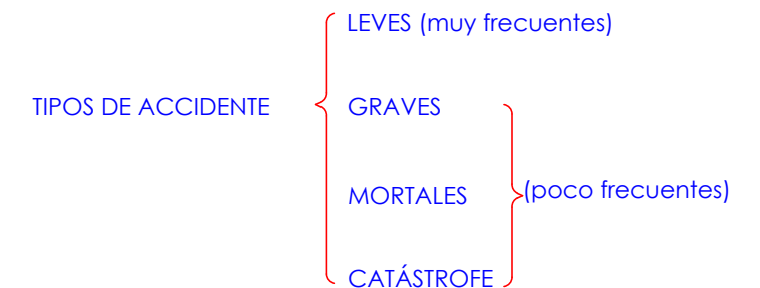 LEVES (muy frecuentes)
TIPOS DE ACCIDENTE
GRAVES
MORTALES
(poco frecuentes)
CATÁSTROFE